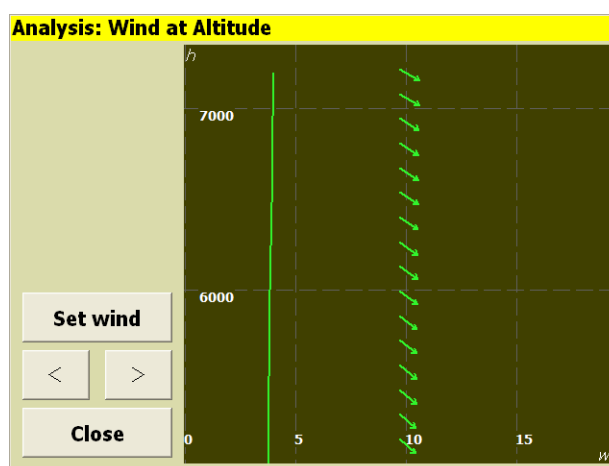 Analysis: Wind at Altitude
h
7000
6000
Set wind
< >
Close
0 5 10 15
w